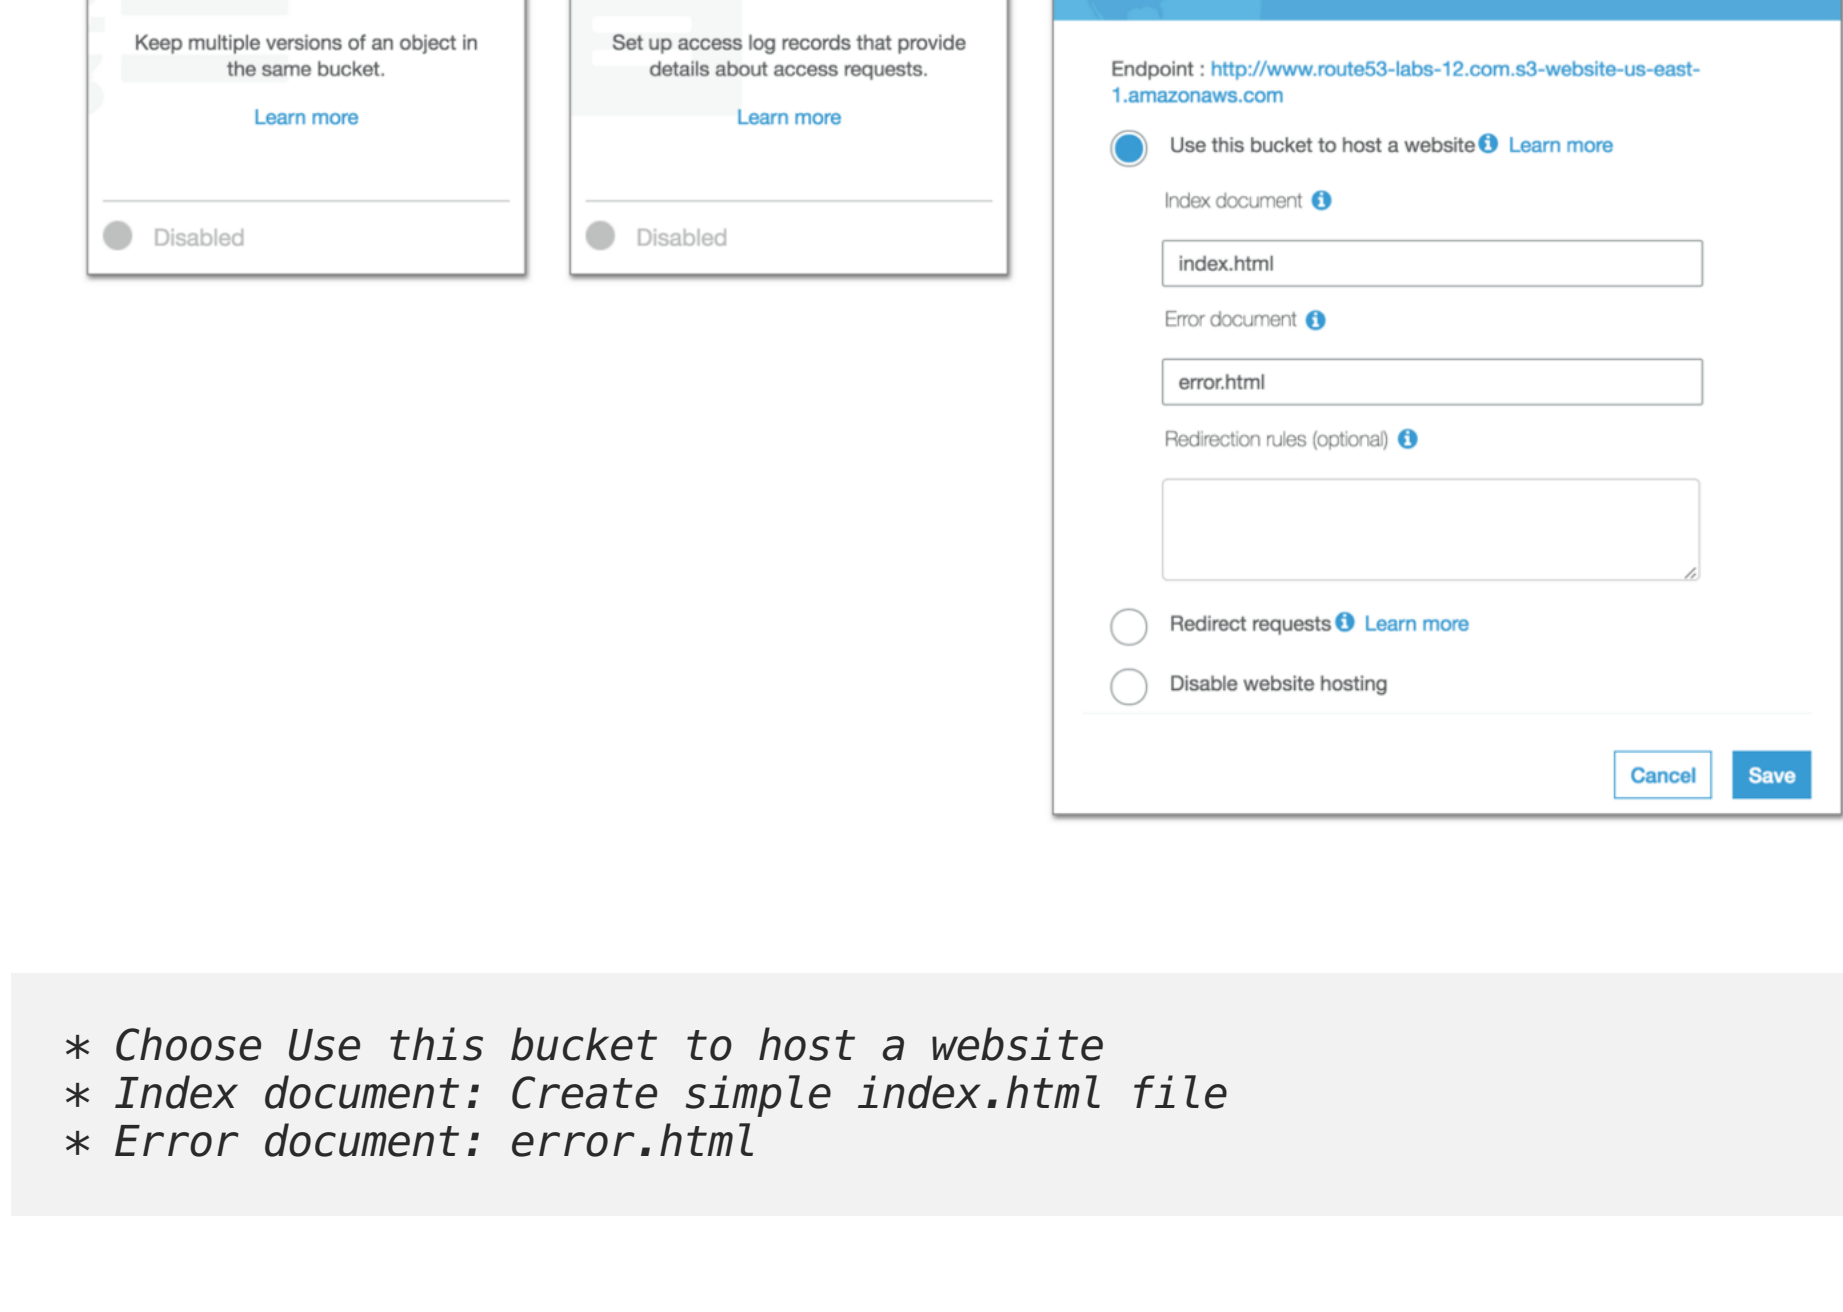 Keep multiple versions of an object in
the same bucket.
Learn more
Disabled
Set up access log records that provide
details about access requests.
Learn more
Disabled
Endpoint : http://www.route53-labs-12.com.s3-website-us-east-
1.amazonaws.com
Use this bucket to host a website Learn more
Index document
index.html
Error document
error.html
Redirection rules (optional)
Redirect requests Learn more
Disable website hosting
Cancel Save
* Choose Use this bucket to host a website
* Index document: Create simple index.html file
* Error document: error.html